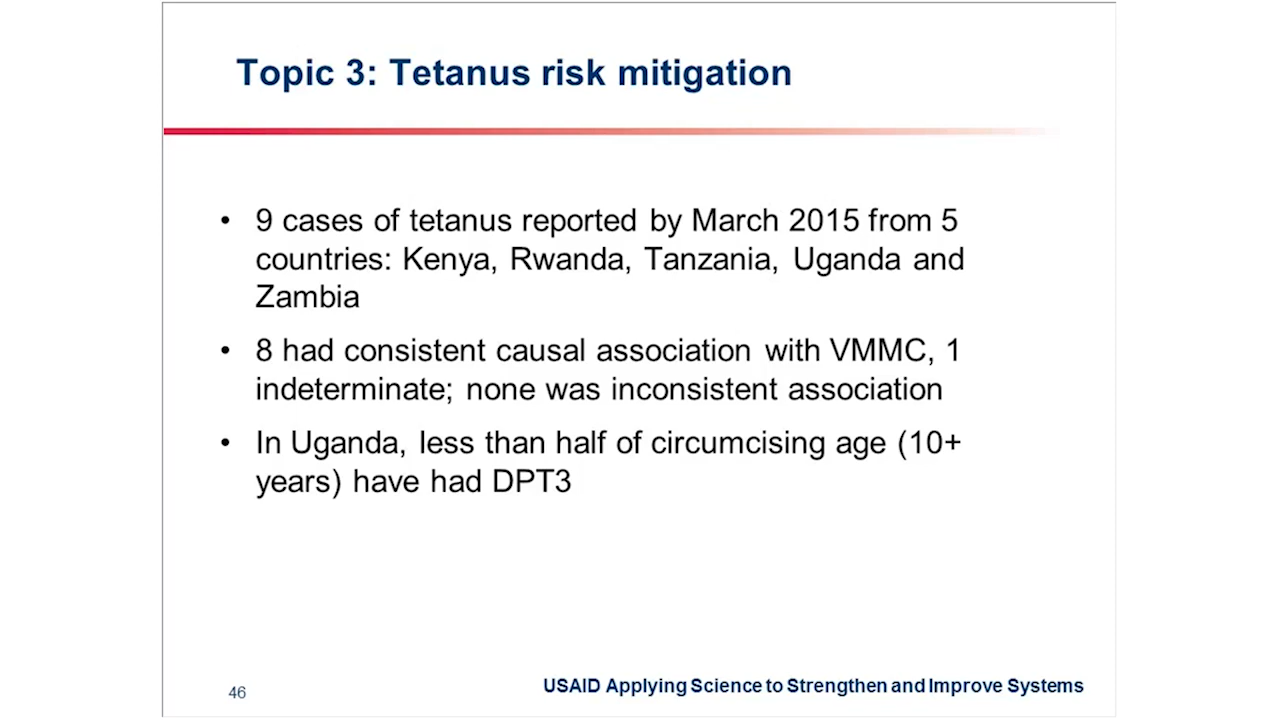 Topic 3: Tetanus risk mitigation
• 9 cases of tetanus reported by March 2015 from 5
countries: Kenya, Rwanda, Tanzania, Uganda and
Zambia
• 8 had consistent causal association with VMMC, 1
indeterminate; none was inconsistent association
• In Uganda, less than half of circumcising age (10+
years) have had DPT3
46
USAID Applying Science to Strengthen and Improve Systems